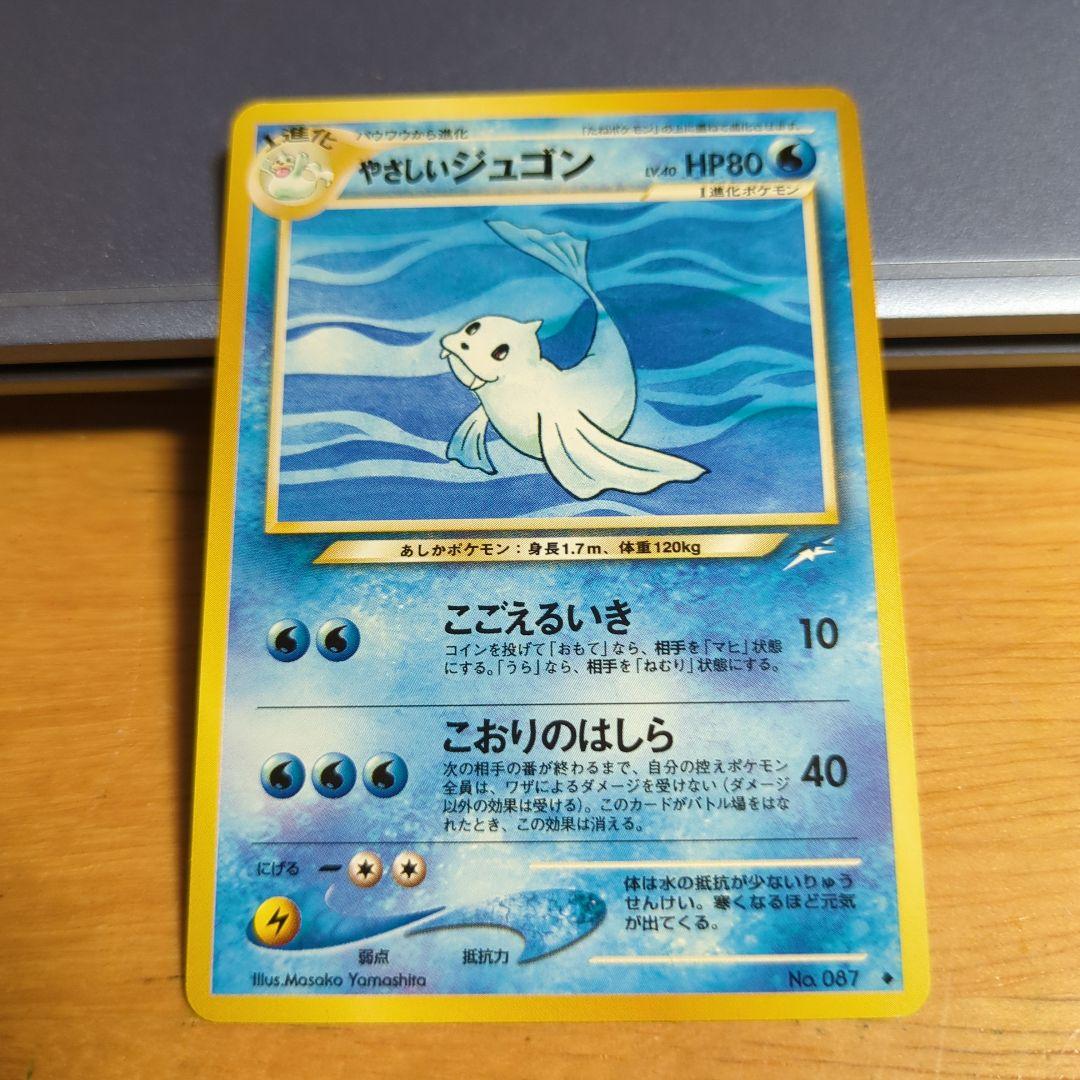 1進化
パウワウから進化
「たねポケモン」の上に重ねて進化させます。
やさしいジュゴン LV.40 HP80
1進化ポケモン
あしかポケモン：身長1.7m、体重120kg
こごえるいき 10
コインを投げて「おもて」なら、相手を「マヒ」状態
にする。「うら」なら、相手を「ねむり」状態にする。
こおりのはしら 40
次の相手の番が終わるまで、自分の控えポケモン
全員は、ワザによるダメージを受けない（ダメージ
以外の効果は受ける）。このカードがバトル場をはな
れたとき、この効果は消える。
にげる
体は水の抵抗が少ないりゅう
せんけい。寒くなるほど元気
が出てくる。
弱点 抵抗力
Illus.Masako Yamashita
No. 087